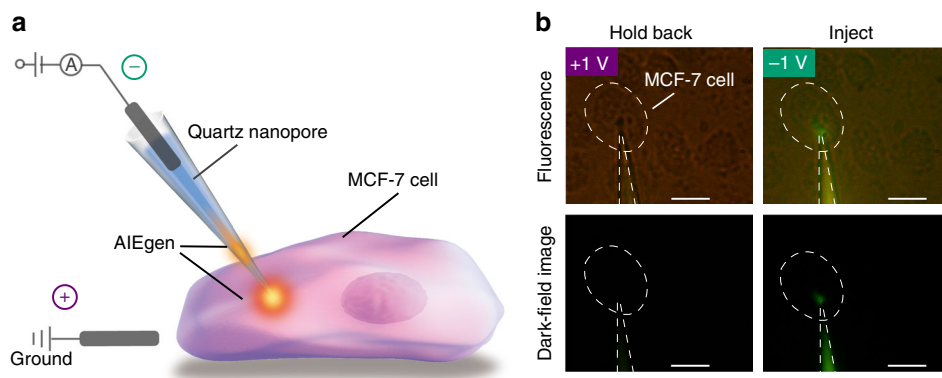 a
A
−
Quartz nanopore
MCF-7 cell
AIEgen
+
Ground
b
Hold back
Inject
+1 V
−1 V
MCF-7 cell
Fluorescence
Dark-field image